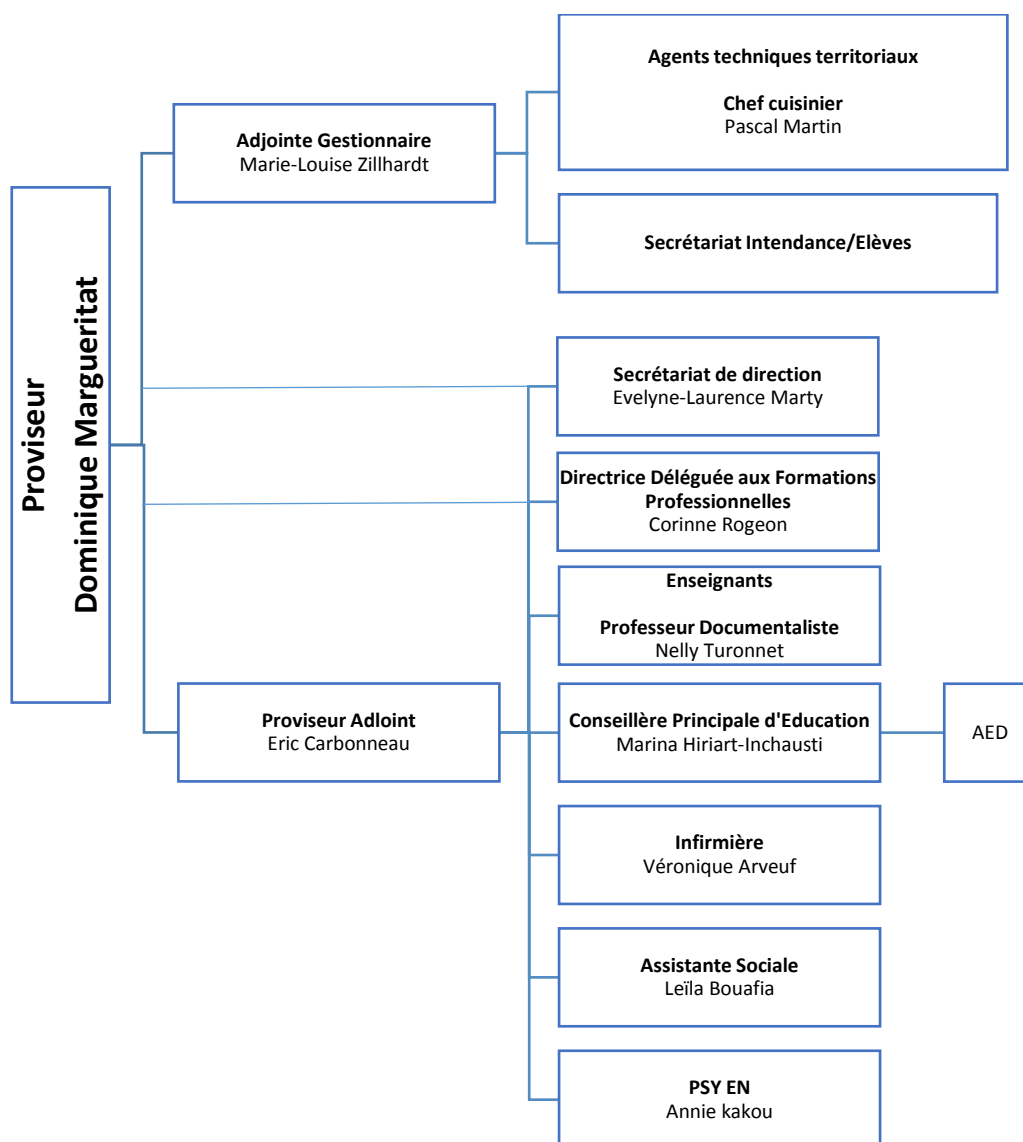 Proviseur
Dominique Margueritat
Adjointe Gestionnaire
Marie-Louise Zillhardt
Agents techniques territoriaux
Chef cuisinier
Pascal Martin
Secrétariat Intendance/Elèves
Proviseur Adloint
Eric Carbonneau
Secrétariat de direction
Evelyne-Laurence Marty
Directrice Déléguée aux Formations
Professionnelles
Corinne Rogeon
Enseignants
Professeur Documentaliste
Nelly Turonnet
Conseillère Principale d'Education
Marina Hiriart-Inchausti
AED
Infirmière
Véronique Arveuf
Assistante Sociale
Leïla Bouafia
PSY EN
Annie kakou